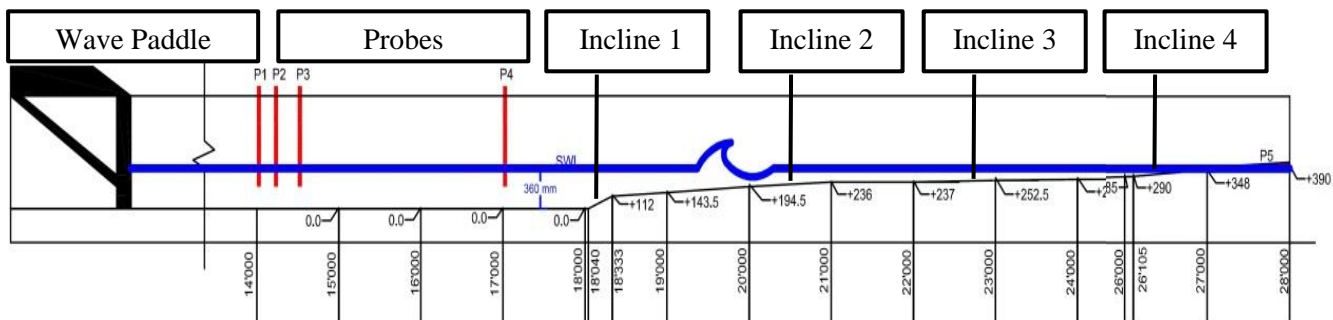 Wave Paddle Probes Incline 1 Incline 2 Incline 3 Incline 4
P1 P2 P3 P4
SWL P5
360 mm
0.0 0.0 0.0 0.0 +112 +143.5 +194.5 +236 +237 +252.5 +290 +348 +390
14'000 15'000 16'000 17'000 18'000 18'040 18'333 19'000 20'000 21'000 22'000 23'000 24'000 26'000 26'105 27'000 28'000